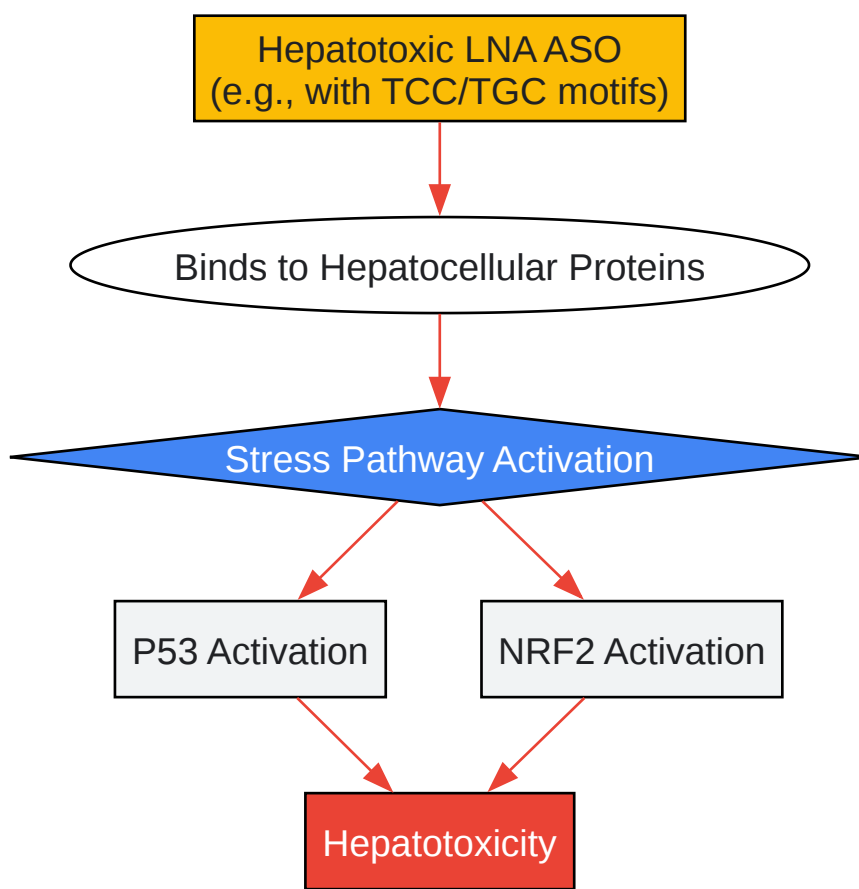 Hepatotoxic LNA ASO
(e.g., with TCC/TGC motifs)
Binds to Hepatocellular Proteins
Stress Pathway Activation
P53 Activation
NRF2 Activation
Hepatotoxicity